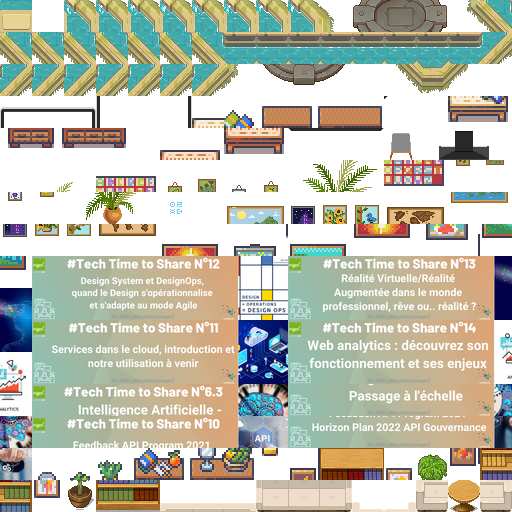 #Tech Time to Share N°12
Design System et DesignOps,
quand le Design s'opérationnalise
et s'adapte au mode Agile
#Tech Time to Share N°11
Services dans le cloud, introduction et
notre utilisation à venir
#Tech Time to Share N°6.3
Intelligence Artificielle -
#Tech Time to Share N°10
Feedback API Program 2021
DESIGN
+ OPERATIONS
= DESIGN OPS
API
#Tech Time to Share N°13
Réalité Virtuelle/Réalité
Augmentée dans le monde
professionnel, rêve ou.. réalité ?
#Tech Time to Share N°14
Web analytics : découvrez son
fonctionnement et ses enjeux
Passage à l'échelle
Horizon Plan 2022 API Gouvernance